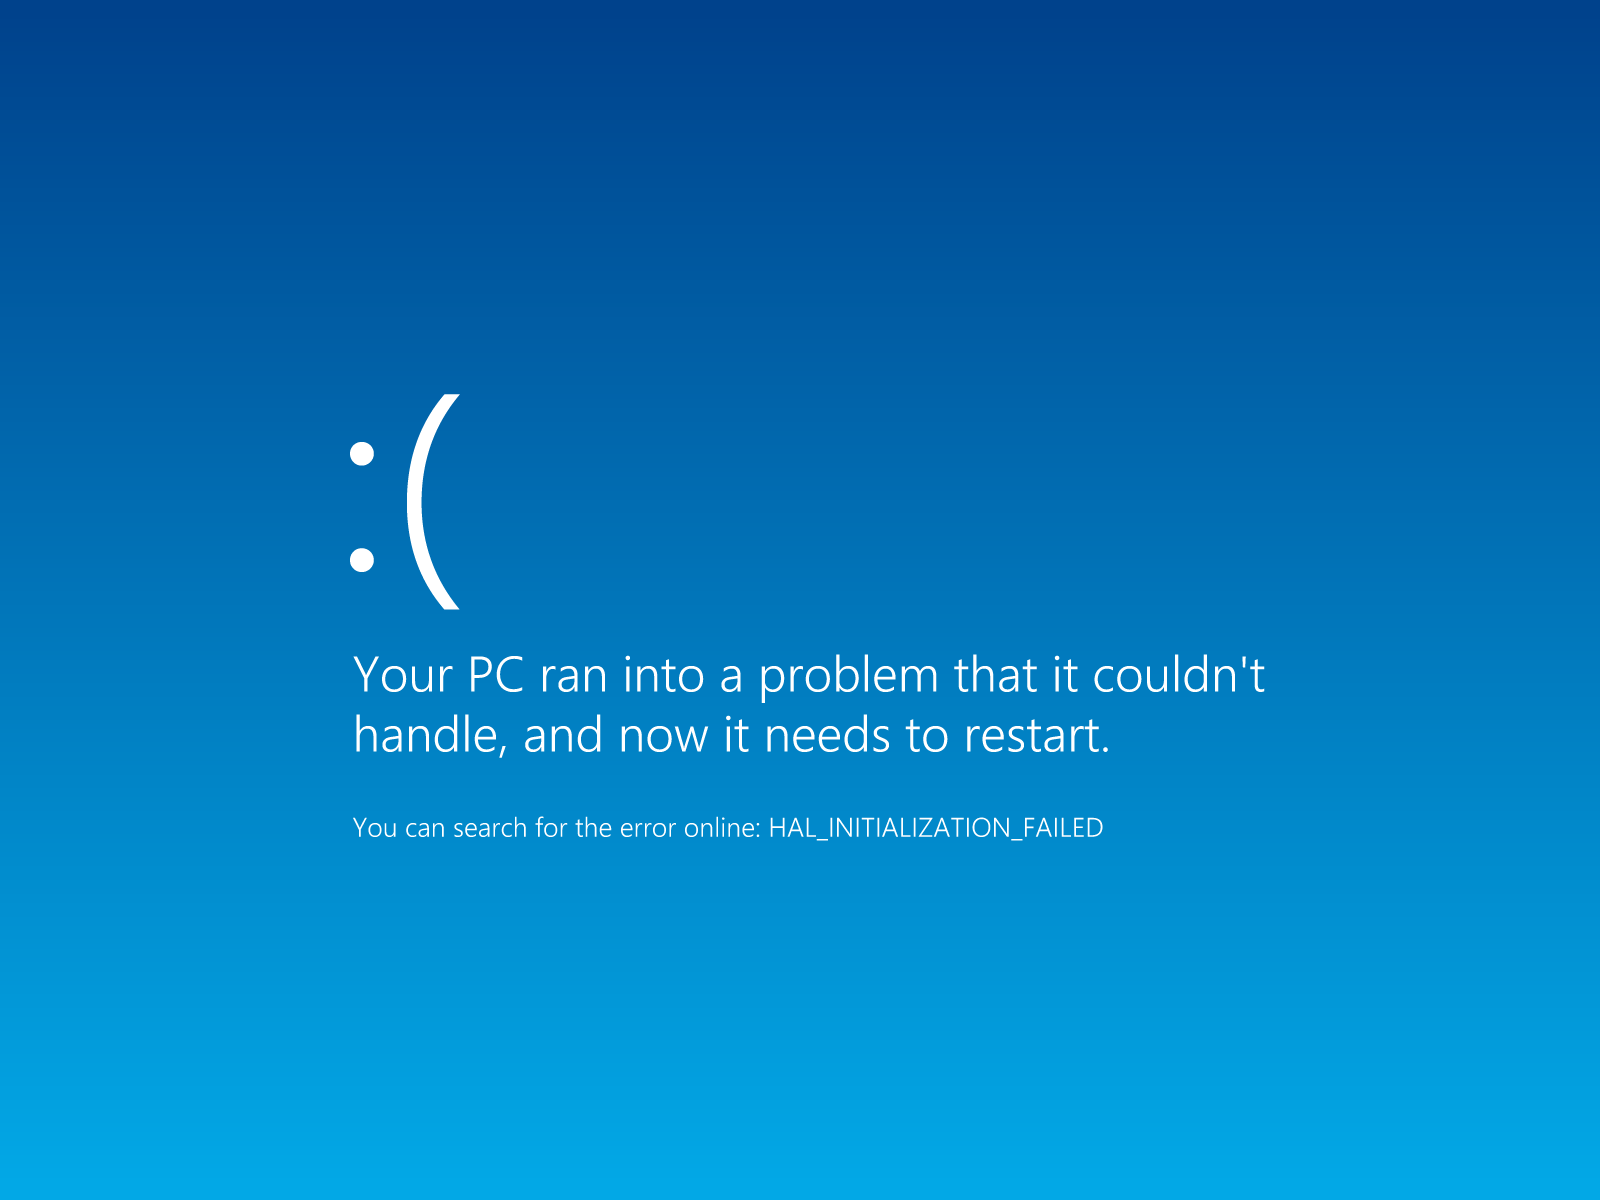 :(
Your PC ran into a problem that it couldn't
handle, and now it needs to restart.
You can search for the error online: HAL_INITIALIZATION_FAILED